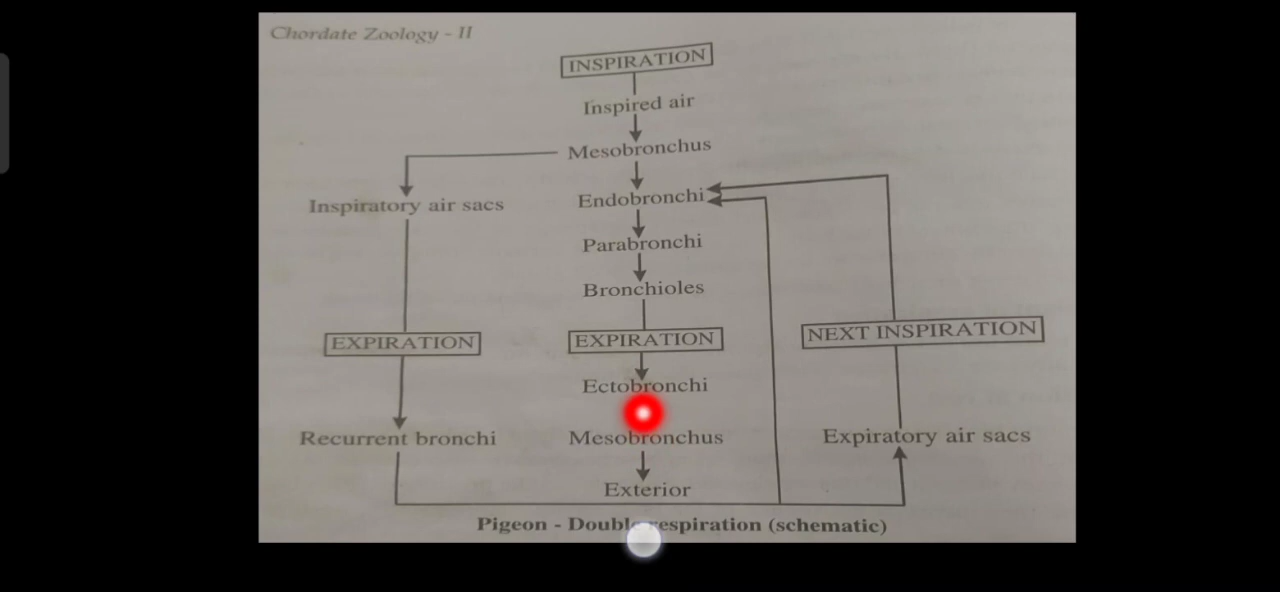 Chordate Zoology - II
INSPIRATION
Inspired air
Mesobronchus
Inspiratory air sacs
Endobronchi
Parabronchi
Bronchioles
EXPIRATION
EXPIRATION
NEXT INSPIRATION
Ectobronchi
Recurrent bronchi
Mesobronchus
Expiratory air sacs
Exterior
Pigeon - Double respiration (schematic)